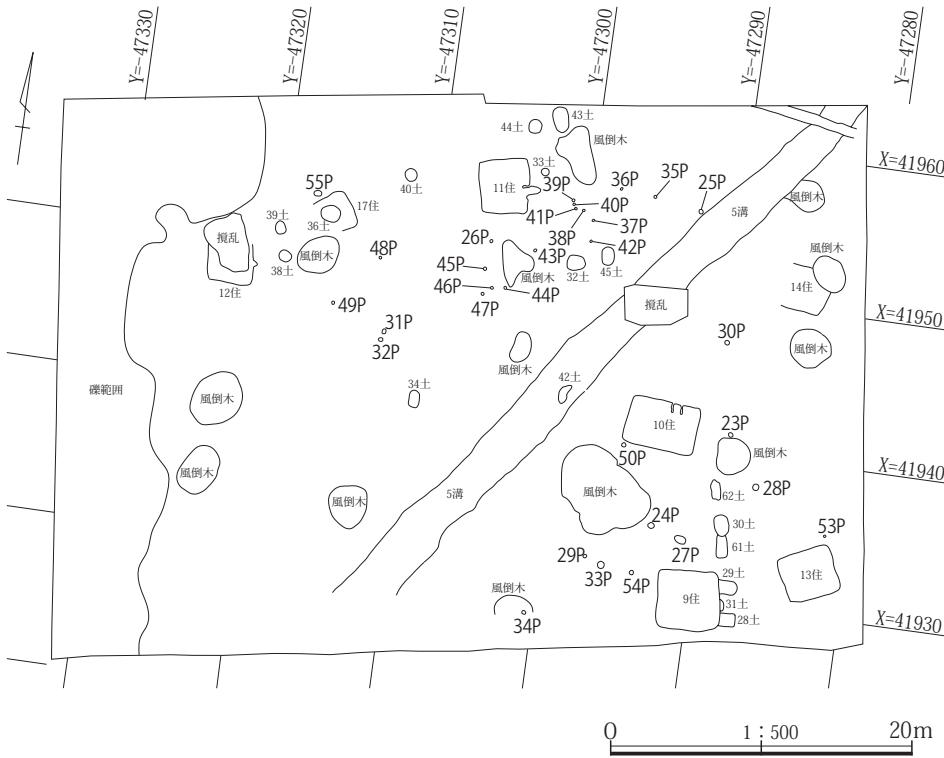 Y=-47330
Y=-47320
Y=-47310
Y=-47300
Y=-47290
Y=-47280
43土
44土
風倒木
X=41960
33土
40土
11住
39P
36P
35P
25P
55P
17住
40P
5溝
風倒木
39土
36土
41P
37P
攪乱
38P
26P
48P
42P
風倒木
43P
風倒木
38土
45P
風倒木
32土
45土
14住
12住
46P
44P
47P
49P
攪乱
X=41950
31P
32P
30P
風倒木
風倒木
42土
34土
礫範囲
風倒木
10住
23P
50P
風倒木
X=41940
風倒木
風倒木
62土
28P
5溝
風倒木
24P
30土
53P
27P
61土
29P
33P
54P
29土
13住
風倒木
9住
31土
28土
34P
X=41930
0
1：500
20m